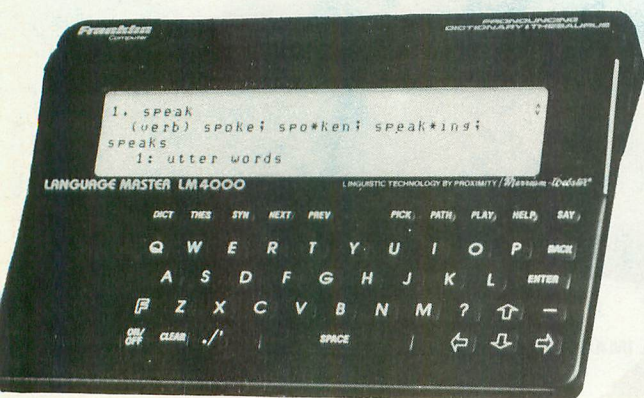 Franklin
Computer
PRONOUNCING
DICTIONARY & THESAURUS
1. speak
(verb) spoke; spo*ken; speak*ing;
speaks
1: utter words
LANGUAGE MASTER LM4000
LINGUISTIC TECHNOLOGY BY PROXIMITY / Merriam-Webster®
DICT THES SYN NEXT PREV PICK PATH PLAY HELP SAY
Q W E R T Y U I O P BACK
A S D F G H J K L ENTER
F Z X C V B N M ? ⇧ —
ON/OFF CLEAR ./' SPACE ⇦ ⇩ ⇨